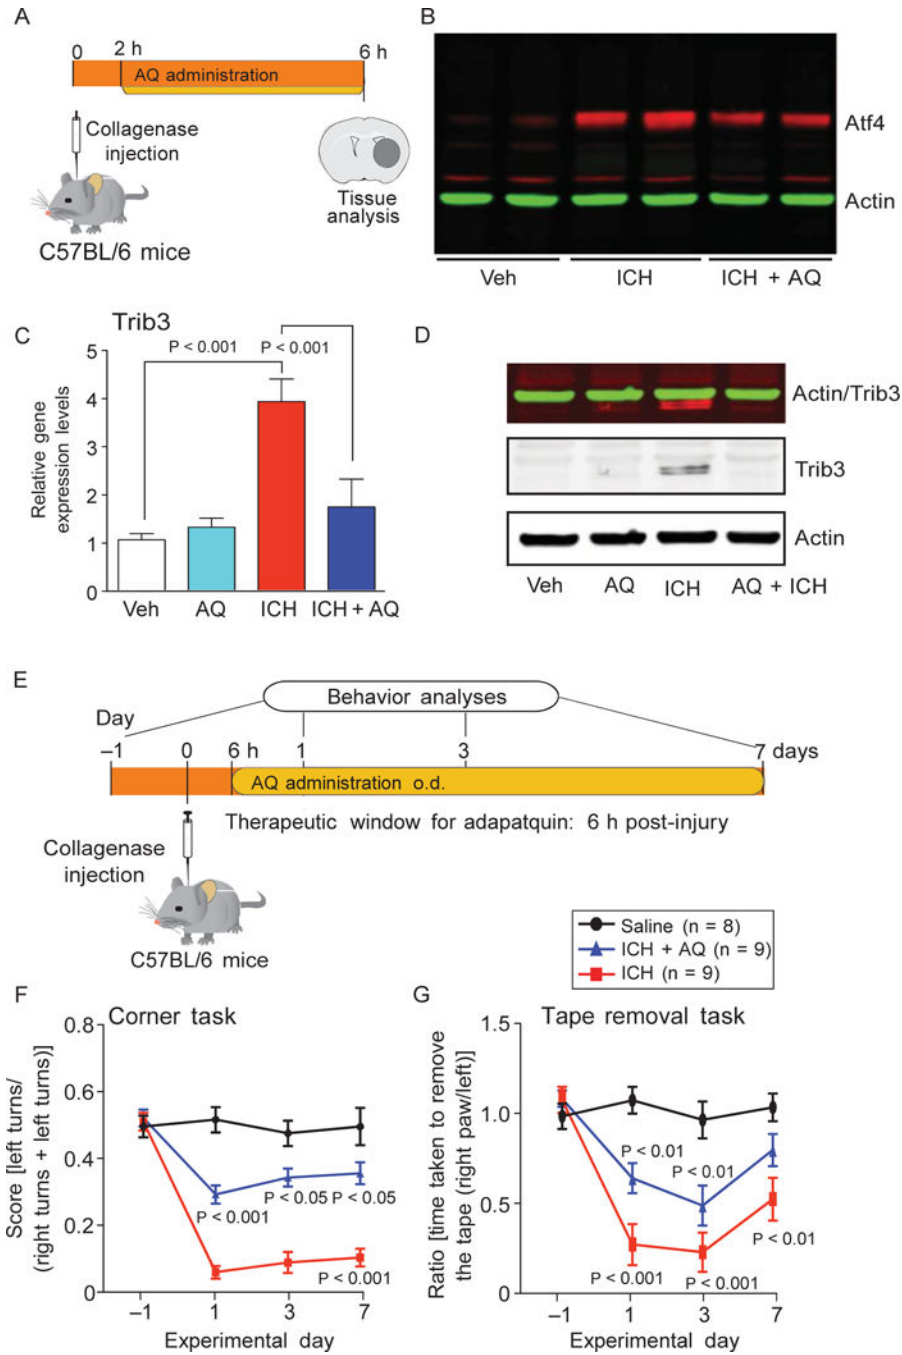 A
0
2 h
6 h
AQ administration
Collagenase
injection
C57BL/6 mice
Tissue
analysis
B
Atf4
Actin
Veh
ICH
ICH + AQ
C
Trib3
P < 0.001
P < 0.001
Relative gene
expression levels
5
4
3
2
1
0
Veh
AQ
ICH
ICH + AQ
D
Actin/Trib3
Trib3
Actin
Veh
AQ
ICH
AQ + ICH
E
Behavior analyses
Day
–1
0
6 h
1
3
7 days
AQ administration o.d.
Therapeutic window for adapatquin: 6 h post-injury
Collagenase
injection
C57BL/6 mice
Saline (n = 8)
ICH + AQ (n = 9)
ICH (n = 9)
F
Corner task
Score [left turns/
(right turns + left turns)]
0.8
0.6
0.4
0.2
0
P < 0.001
P < 0.05
P < 0.05
P < 0.001
–1
1
3
7
Experimental day
G
Tape removal task
Ratio [time taken to remove
the tape (right paw/left)]
1.5
1.0
0.5
0
P < 0.01
P < 0.01
P < 0.01
P < 0.001
P < 0.001
–1
1
3
7
Experimental day